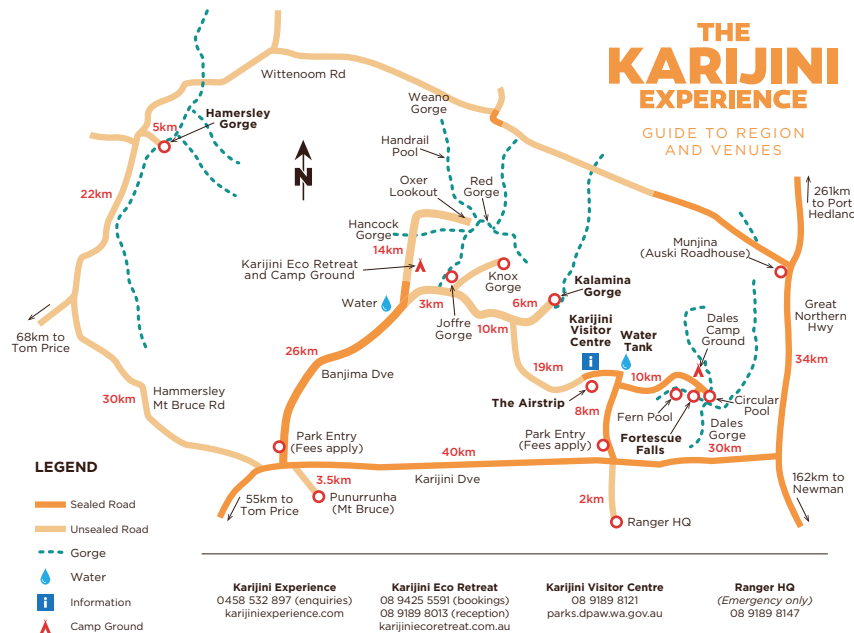 THE
KARIJINI
EXPERIENCE
GUIDE TO REGION
AND VENUES
Wittenoom Rd
Weano
Gorge
Hamersley
Gorge
5km
Handrail
Pool
N
Oxer
Lookout
Red
Gorge
22km
261km
to Port
Hedland
Hancock
Gorge
14km
Munjina
(Auski Roadhouse)
Karijini Eco Retreat
and Camp Ground
Knox
Gorge
Kalamina
Gorge
Water
3km
6km
Joffre
Gorge
10km
Karijini
Visitor
Centre
Water
Tank
Dales
Camp
Ground
Great
Northern
Hwy
68km to
Tom Price
26km
Banjima Dve
19km
10km
34km
30km
Hammersley
Mt Bruce Rd
The Airstrip
8km
Fern Pool
Circular
Pool
Fortescue
Falls
Dales
Gorge
Park Entry
(Fees apply)
Park Entry
(Fees apply)
40km
30km
Karijini Dve
3.5km
Punurrunha
(Mt Bruce)
55km to
Tom Price
2km
Ranger HQ
162km to
Newman
LEGEND
Sealed Road
Unsealed Road
Gorge
Water
i Information
Camp Ground
Karijini Experience
0458 532 897 (enquiries)
karijiniexperience.com
Karijini Eco Retreat
08 9425 5591 (bookings)
08 9189 8013 (reception)
karijiniecoretreat.com.au
Karijini Visitor Centre
08 9189 8121
parks.dpaw.wa.gov.au
Ranger HQ
(Emergency only)
08 9189 8147